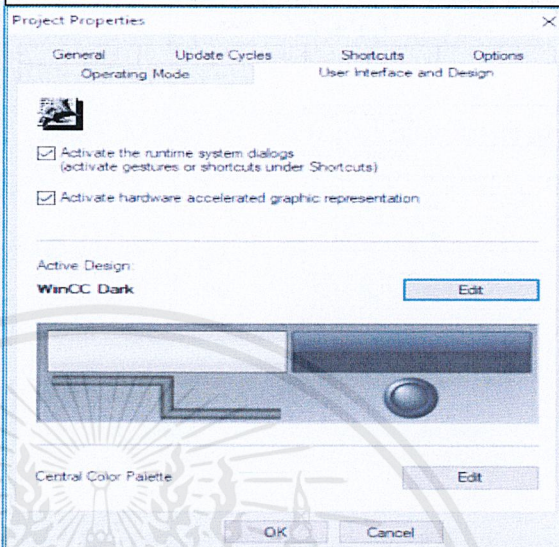 Project Properties
General Update Cycles Shortcuts Options
Operating Mode User Interface and Design
Activate the runtime system dialogs
(activate gestures or shortcuts under Shortcuts)
Activate hardware accelerated graphic representation
Active Design:
WinCC Dark Edit
Central Color Palette Edit
OK Cancel